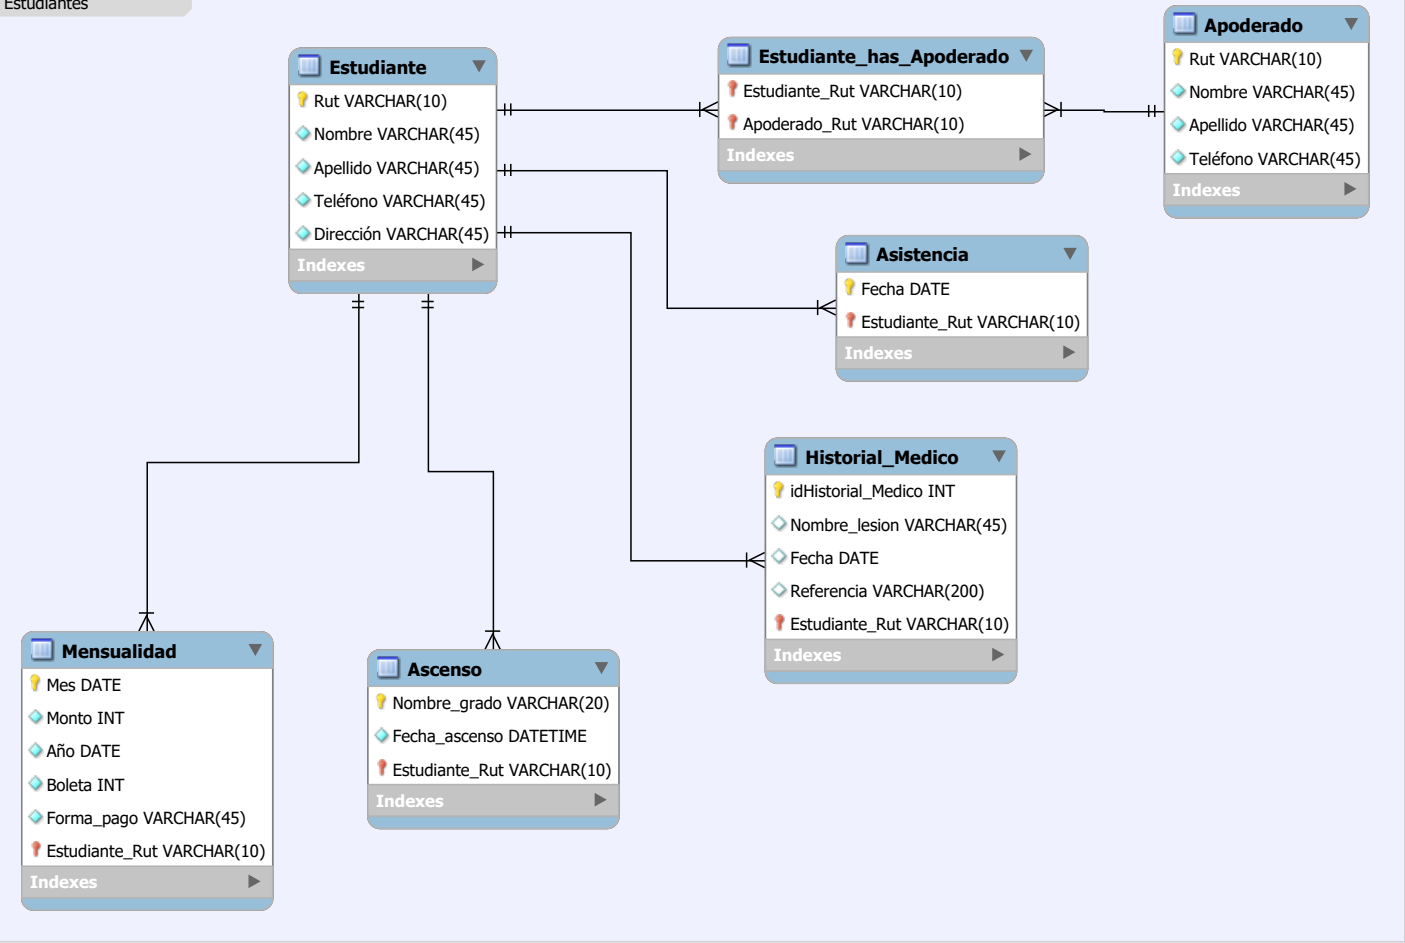 Estudiantes
Estudiante
Rut VARCHAR(10)
Nombre VARCHAR(45)
Apellido VARCHAR(45)
Teléfono VARCHAR(45)
Dirección VARCHAR(45)
Indexes
Estudiante_has_Apoderado
Estudiante_Rut VARCHAR(10)
Apoderado_Rut VARCHAR(10)
Indexes
Apoderado
Rut VARCHAR(10)
Nombre VARCHAR(45)
Apellido VARCHAR(45)
Teléfono VARCHAR(45)
Indexes
Asistencia
Fecha DATE
Estudiante_Rut VARCHAR(10)
Indexes
Historial_Medico
idHistorial_Medico INT
Nombre_lesion VARCHAR(45)
Fecha DATE
Referencia VARCHAR(200)
Estudiante_Rut VARCHAR(10)
Indexes
Mensualidad
Mes DATE
Monto INT
Año DATE
Boleta INT
Forma_pago VARCHAR(45)
Estudiante_Rut VARCHAR(10)
Indexes
Ascenso
Nombre_grado VARCHAR(20)
Fecha_ascenso DATETIME
Estudiante_Rut VARCHAR(10)
Indexes